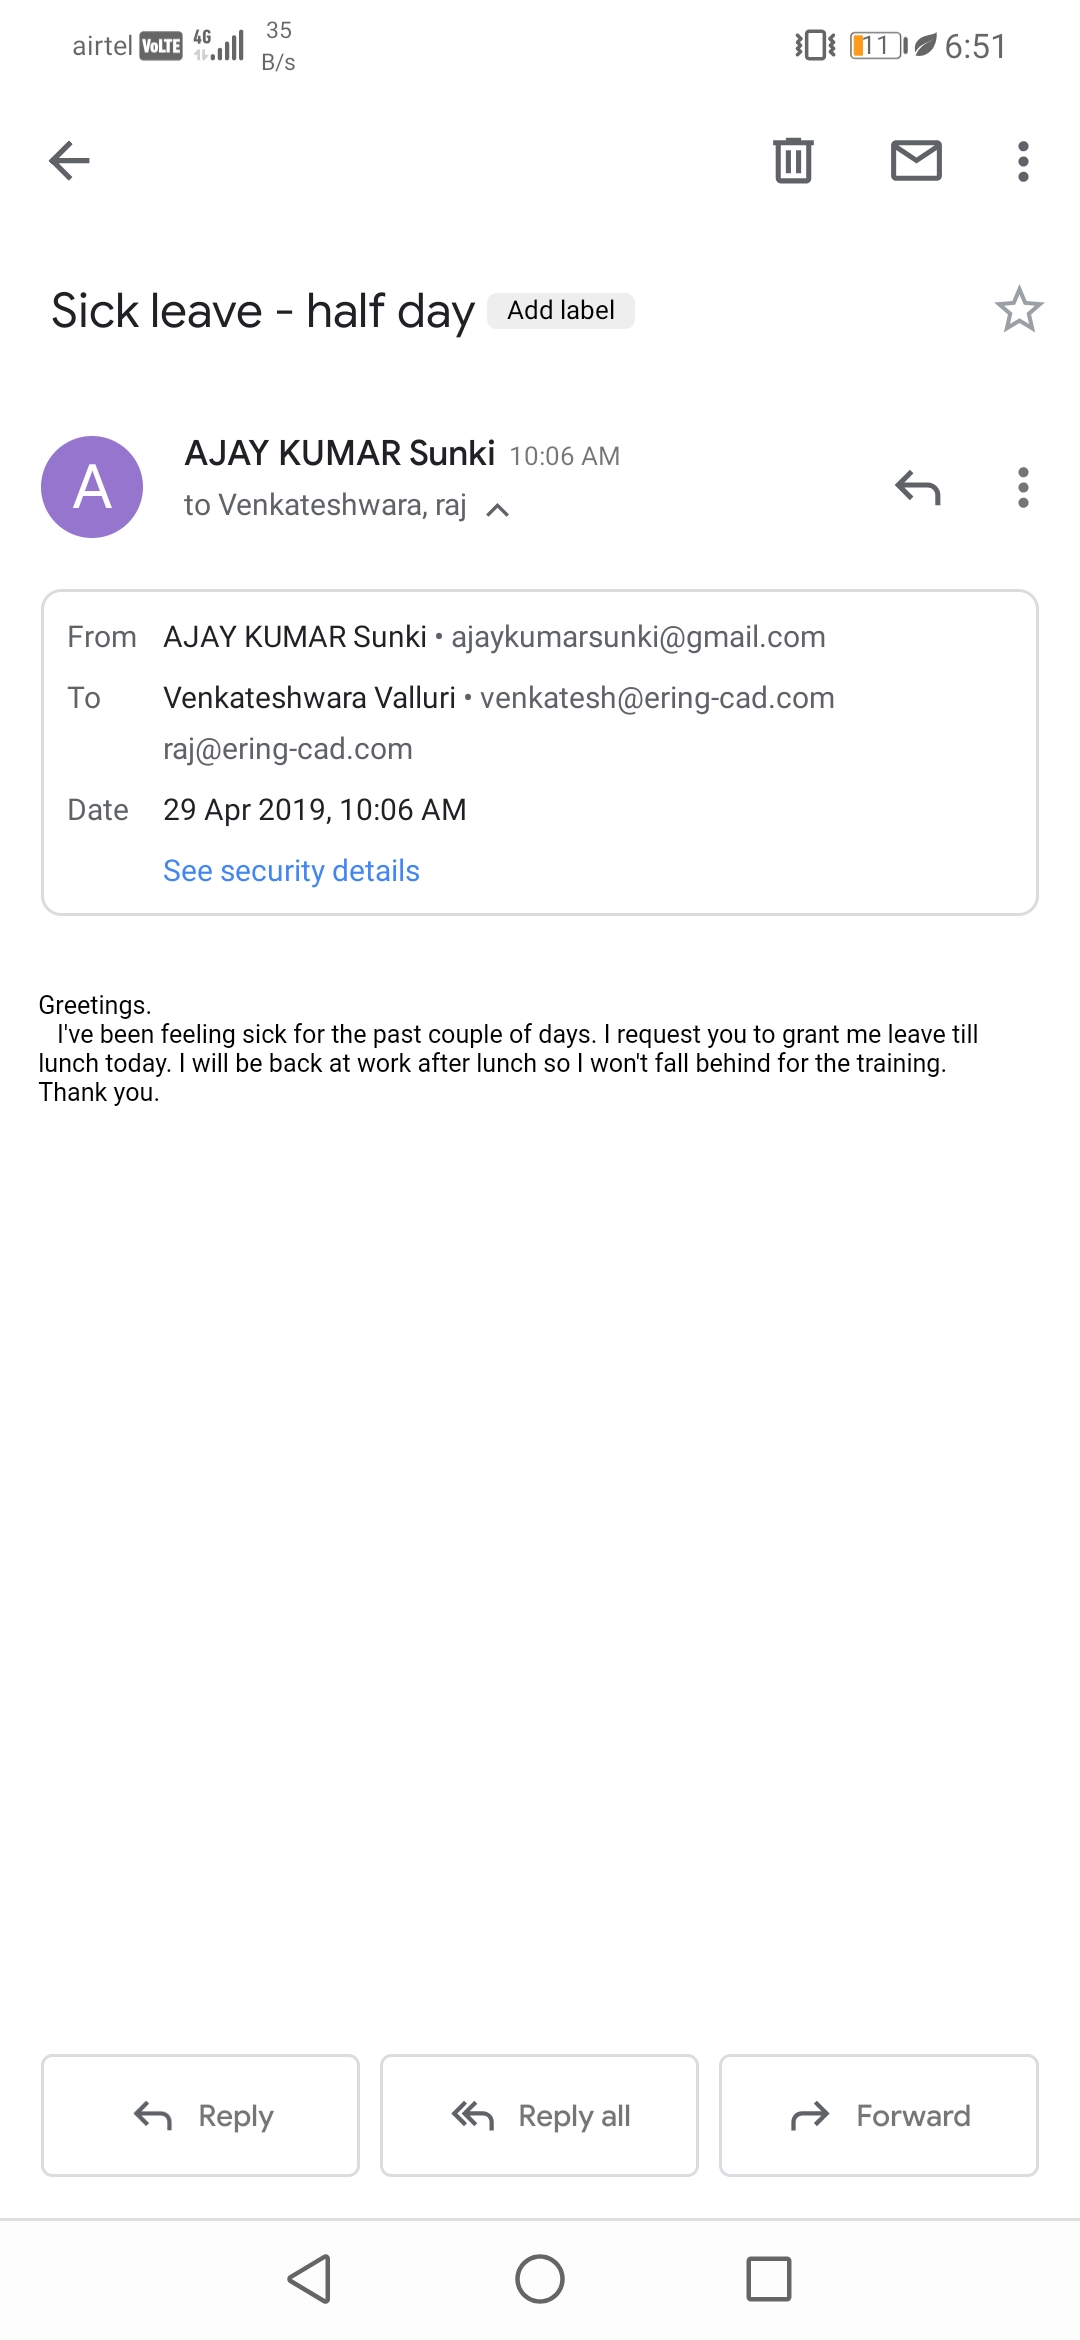 airtel VoLTE 4G 35 B/s 11 6:51
Sick leave - half day Add label
A
AJAY KUMAR Sunki 10:06 AM
to Venkateshwara, raj
From AJAY KUMAR Sunki • ajaykumarsunki@gmail.com
To Venkateshwara Valluri • venkatesh@ering-cad.com
raj@ering-cad.com
Date 29 Apr 2019, 10:06 AM
See security details
Greetings.
I've been feeling sick for the past couple of days. I request you to grant me leave till
lunch today. I will be back at work after lunch so I won't fall behind for the training.
Thank you.
Reply Reply all Forward